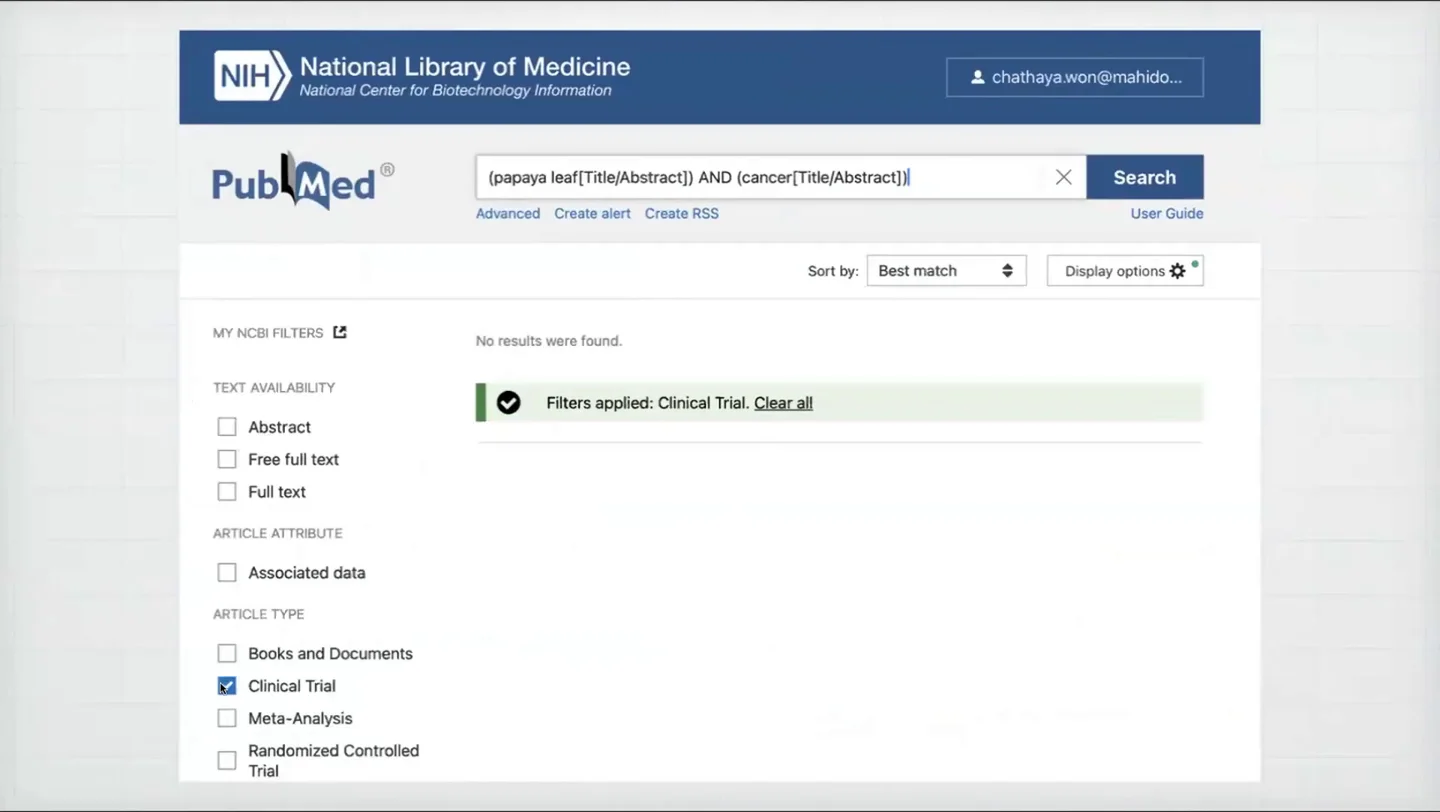 NIH National Library of Medicine
National Center for Biotechnology Information
chathaya.won@mahido...
PubMed®
(papaya leaf[Title/Abstract]) AND (cancer[Title/Abstract])
Search
Advanced Create alert Create RSS
User Guide
Sort by: Best match
Display options
MY NCBI FILTERS
No results were found.
TEXT AVAILABILITY
Filters applied: Clinical Trial. Clear all
Abstract
Free full text
Full text
ARTICLE ATTRIBUTE
Associated data
ARTICLE TYPE
Books and Documents
Clinical Trial
Meta-Analysis
Randomized Controlled
Trial